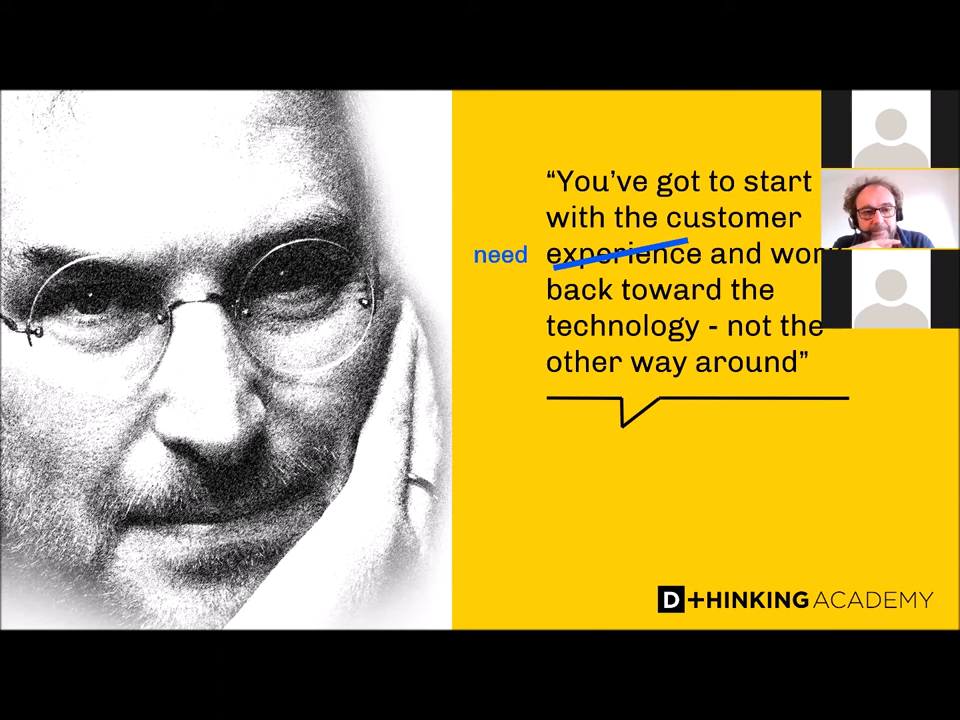 “You’ve got to start
with the customer
need experience and wor
back toward the
technology - not the
other way around”
D+HINKING ACADEMY